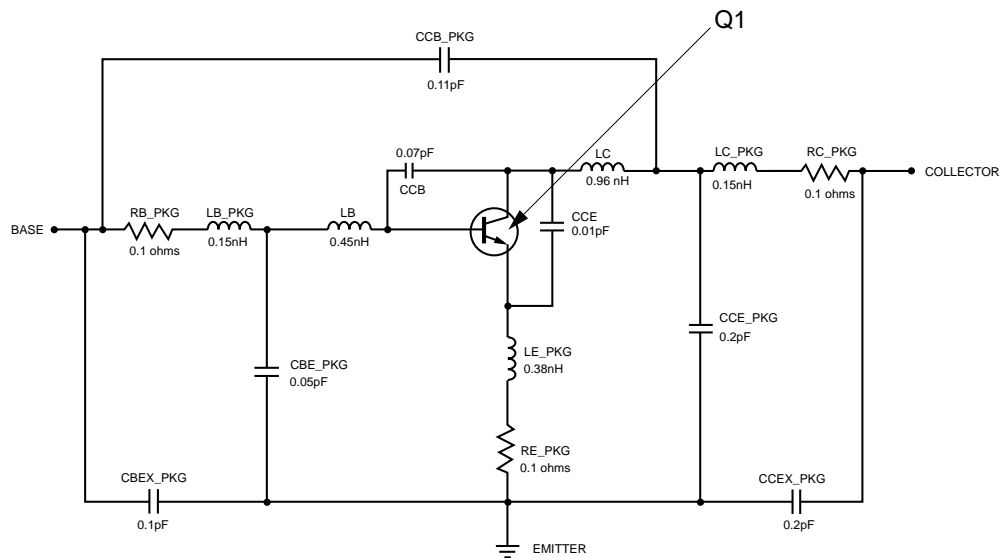 Q1
CCB_PKG
0.11pF
0.07pF
CCB
LC
0.96 nH
LC_PKG
0.15nH
RC_PKG
0.1 ohms
COLLECTOR
BASE
RB_PKG
0.1 ohms
LB_PKG
0.15nH
LB
0.45nH
CCE
0.01pF
CCE_PKG
0.2pF
LE_PKG
0.38nH
CBE_PKG
0.05pF
RE_PKG
0.1 ohms
CBEX_PKG
0.1pF
CCEX_PKG
0.2pF
EMITTER